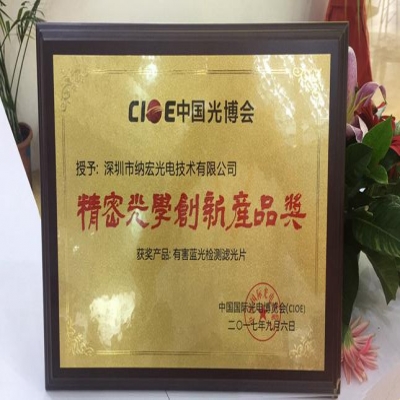 CIOE中国光博会
授予: 深圳市纳宏光电技术有限公司
精密光學創新産品獎
获奖产品: 有害蓝光检测滤光片
中国国际光电博览会(CIOE)
二〇一七年九月六日